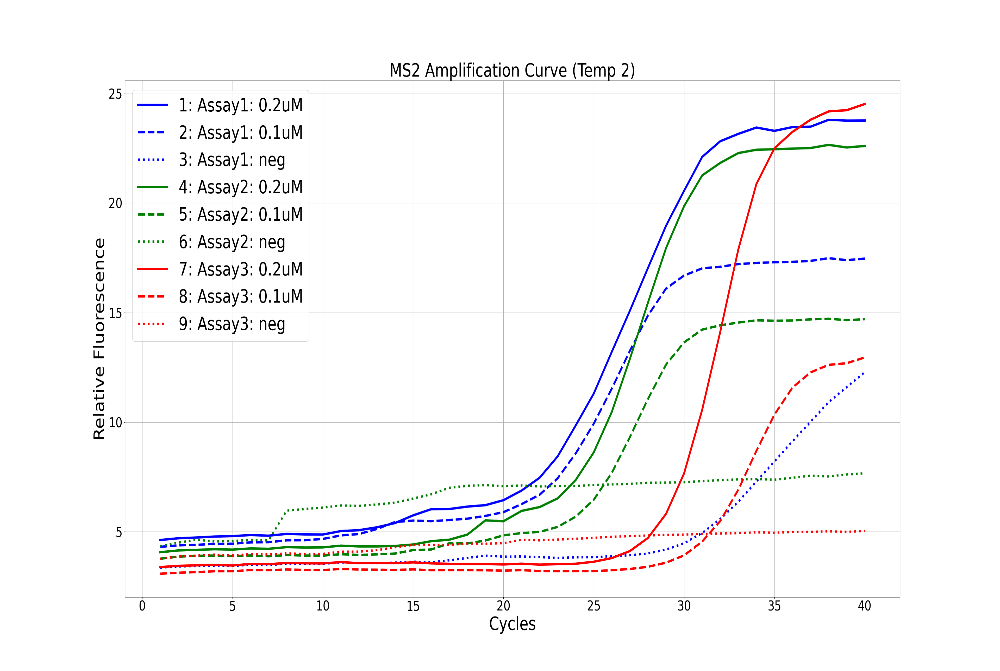 MS2 Amplification Curve (Temp 2)
25
20
15
10
5
Relative Fluorescence
1: Assay1: 0.2uM
2: Assay1: 0.1uM
3: Assay1: neg
4: Assay2: 0.2uM
5: Assay2: 0.1uM
6: Assay2: neg
7: Assay3: 0.2uM
8: Assay3: 0.1uM
9: Assay3: neg
0 5 10 15 20 25 30 35 40
Cycles